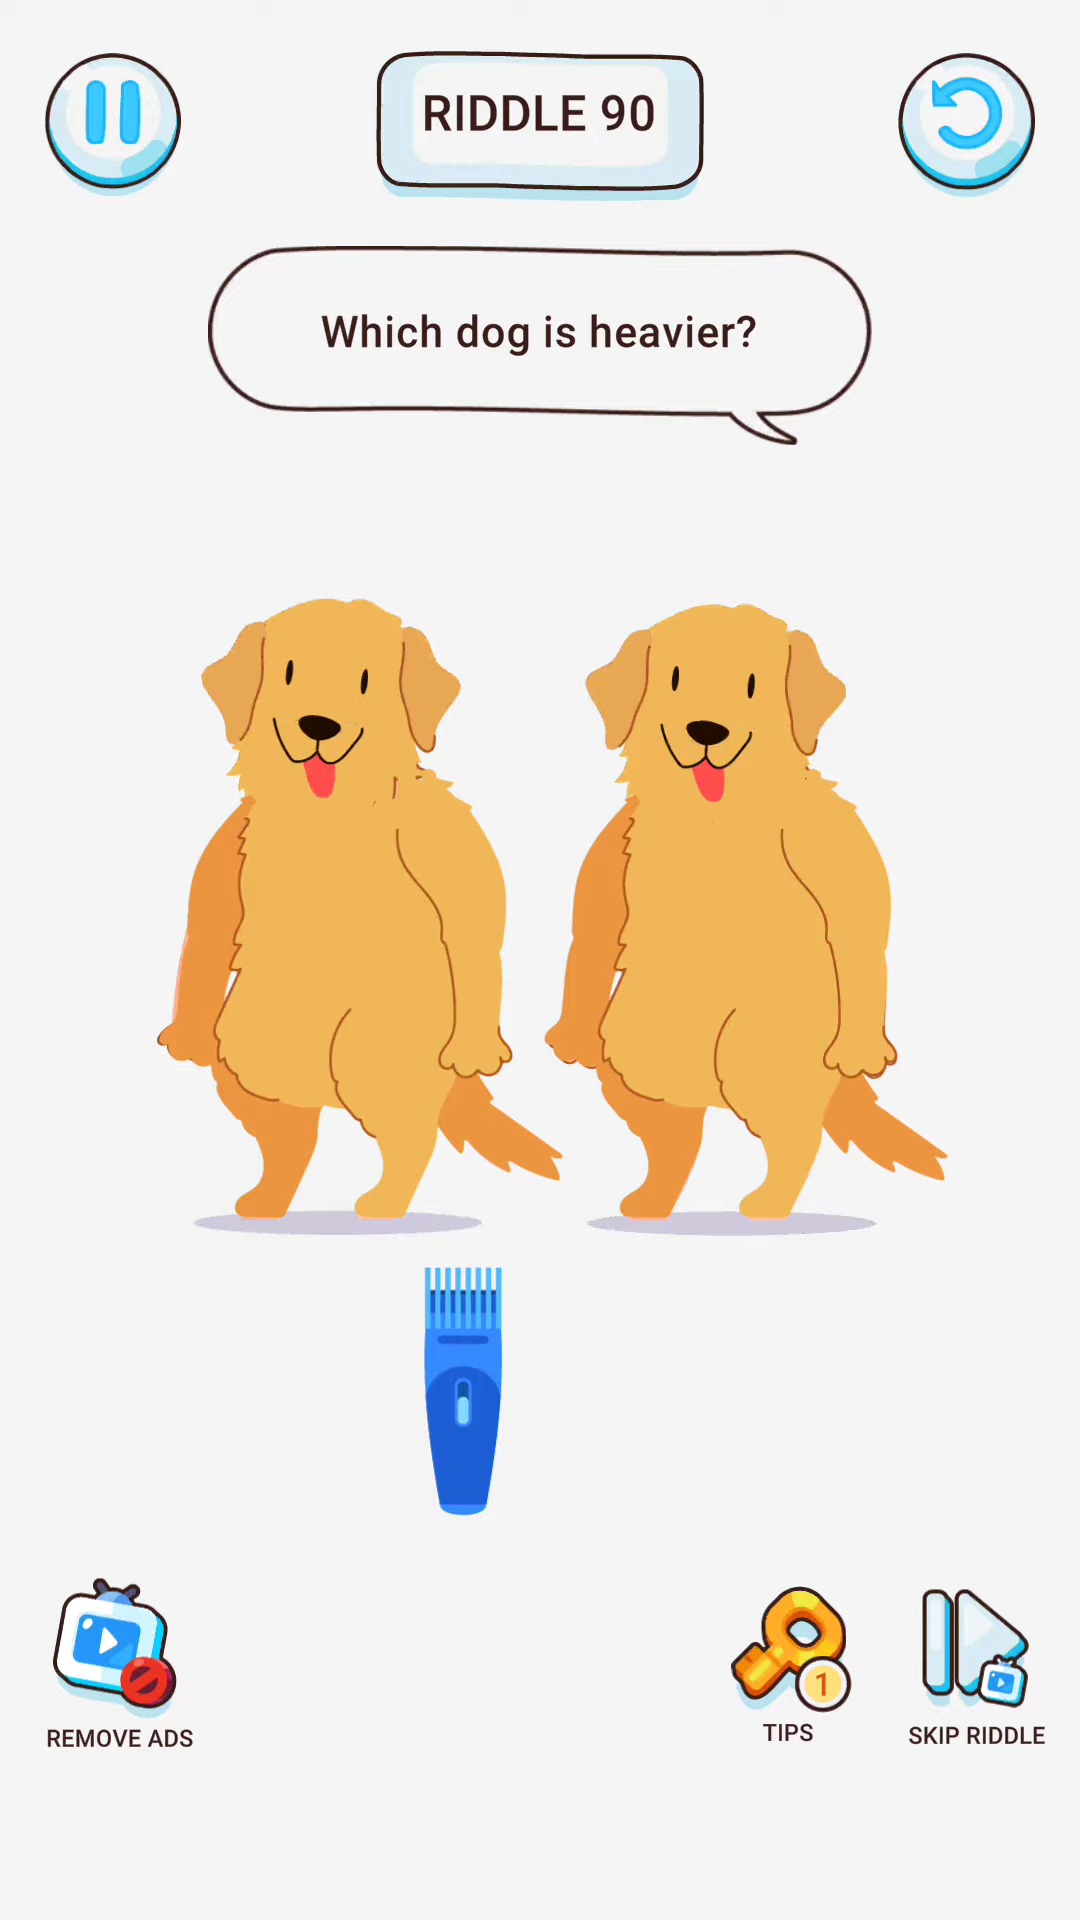 RIDDLE 90
Which dog is heavier?
1
REMOVE ADS
TIPS
SKIP RIDDLE